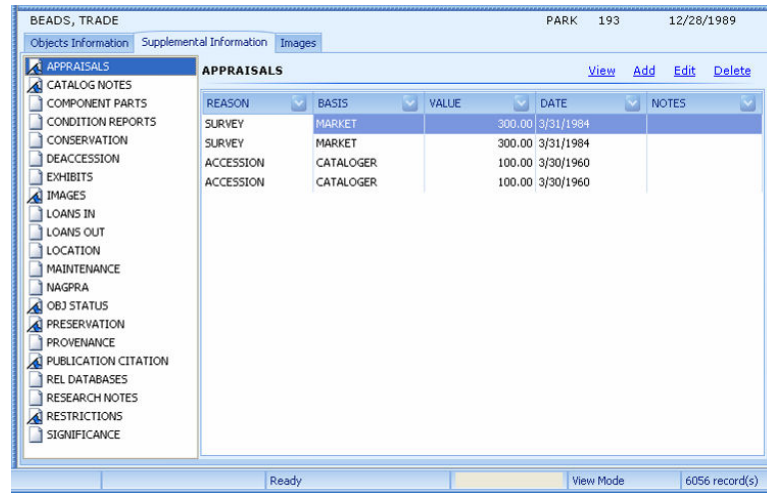 BEADS, TRADE PARK 193 12/28/1989
Objects Information Supplemental Information Images
APPRAISALS
CATALOG NOTES
COMPONENT PARTS
CONDITION REPORTS
CONSERVATION
DEACCESSION
EXHIBITS
IMAGES
LOANS IN
LOANS OUT
LOCATION
MAINTENANCE
NAGPRA
OBJ STATUS
PRESERVATION
PROVENANCE
PUBLICATION CITATION
REL DATABASES
RESEARCH NOTES
RESTRICTIONS
SIGNIFICANCE
APPRAISALS View Add Edit Delete
REASON BASIS VALUE DATE NOTES
SURVEY MARKET 300.00 3/31/1984
SURVEY MARKET 300.00 3/31/1984
ACCESSION CATALOGER 100.00 3/30/1960
ACCESSION CATALOGER 100.00 3/30/1960
Ready View Mode 6056 record(s)